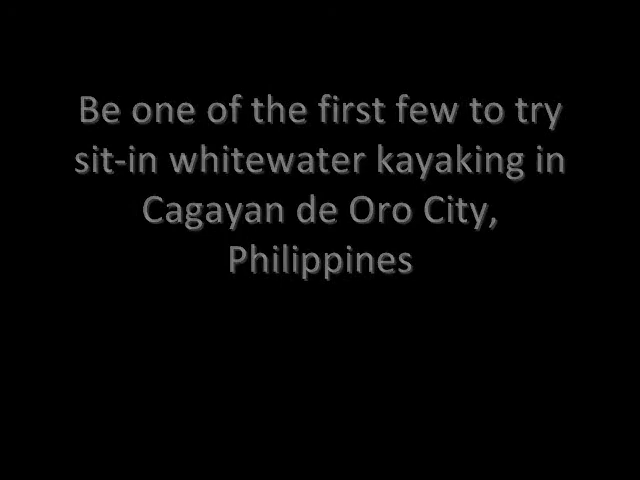 Be one of the first few to try
sit-in whitewater kayaking in
Cagayan de Oro City,
Philippines